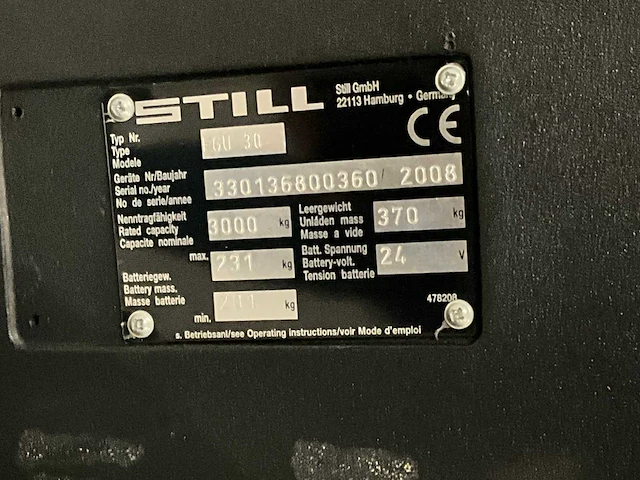 STILL
Still GmbH
22113 Hamburg • Germany
CE
Typ Nr.
Type
Modele
30
Geräte Nr/Baujahr
Serial no./year
No de serie/annee
330136800360/ 2008
Nenntragfähigkeit
Rated capacity
Capacite nominale
3000 kg
Leergewicht
Unláden mass
Masse a vide
370 kg
max. 231 kg
Batt. Spannung
Battery-volt.
Tension batterie
24 V
Batteriegew.
Battery mass.
Masse batterie
min. kg
478208
s. Betriebsanl/see Operating instructions/voir Mode d'emploi